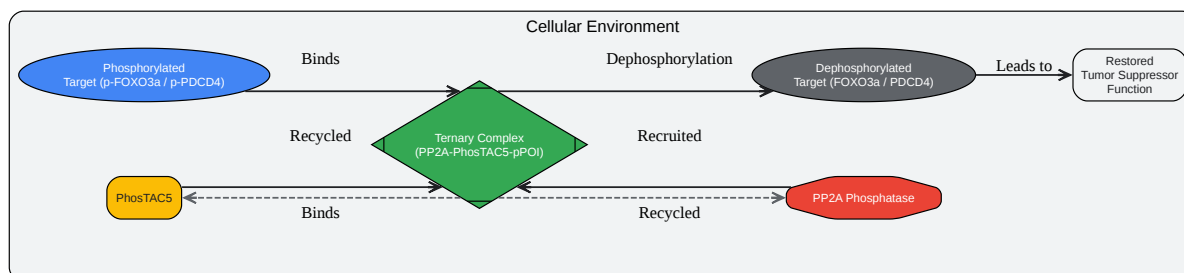 Cellular Environment
Phosphorylated
Target (p-FOXO3a / p-PDCD4)
Binds
Dephosphorylation
Dephosphorylated
Target (FOXO3a / PDCD4)
Leads to
Restored
Tumor Suppressor
Function
Recycled
Ternary Complex
(PP2A-PhosTAC5-pPOI)
Recruited
PhosTAC5
Binds
Recycled
PP2A Phosphatase